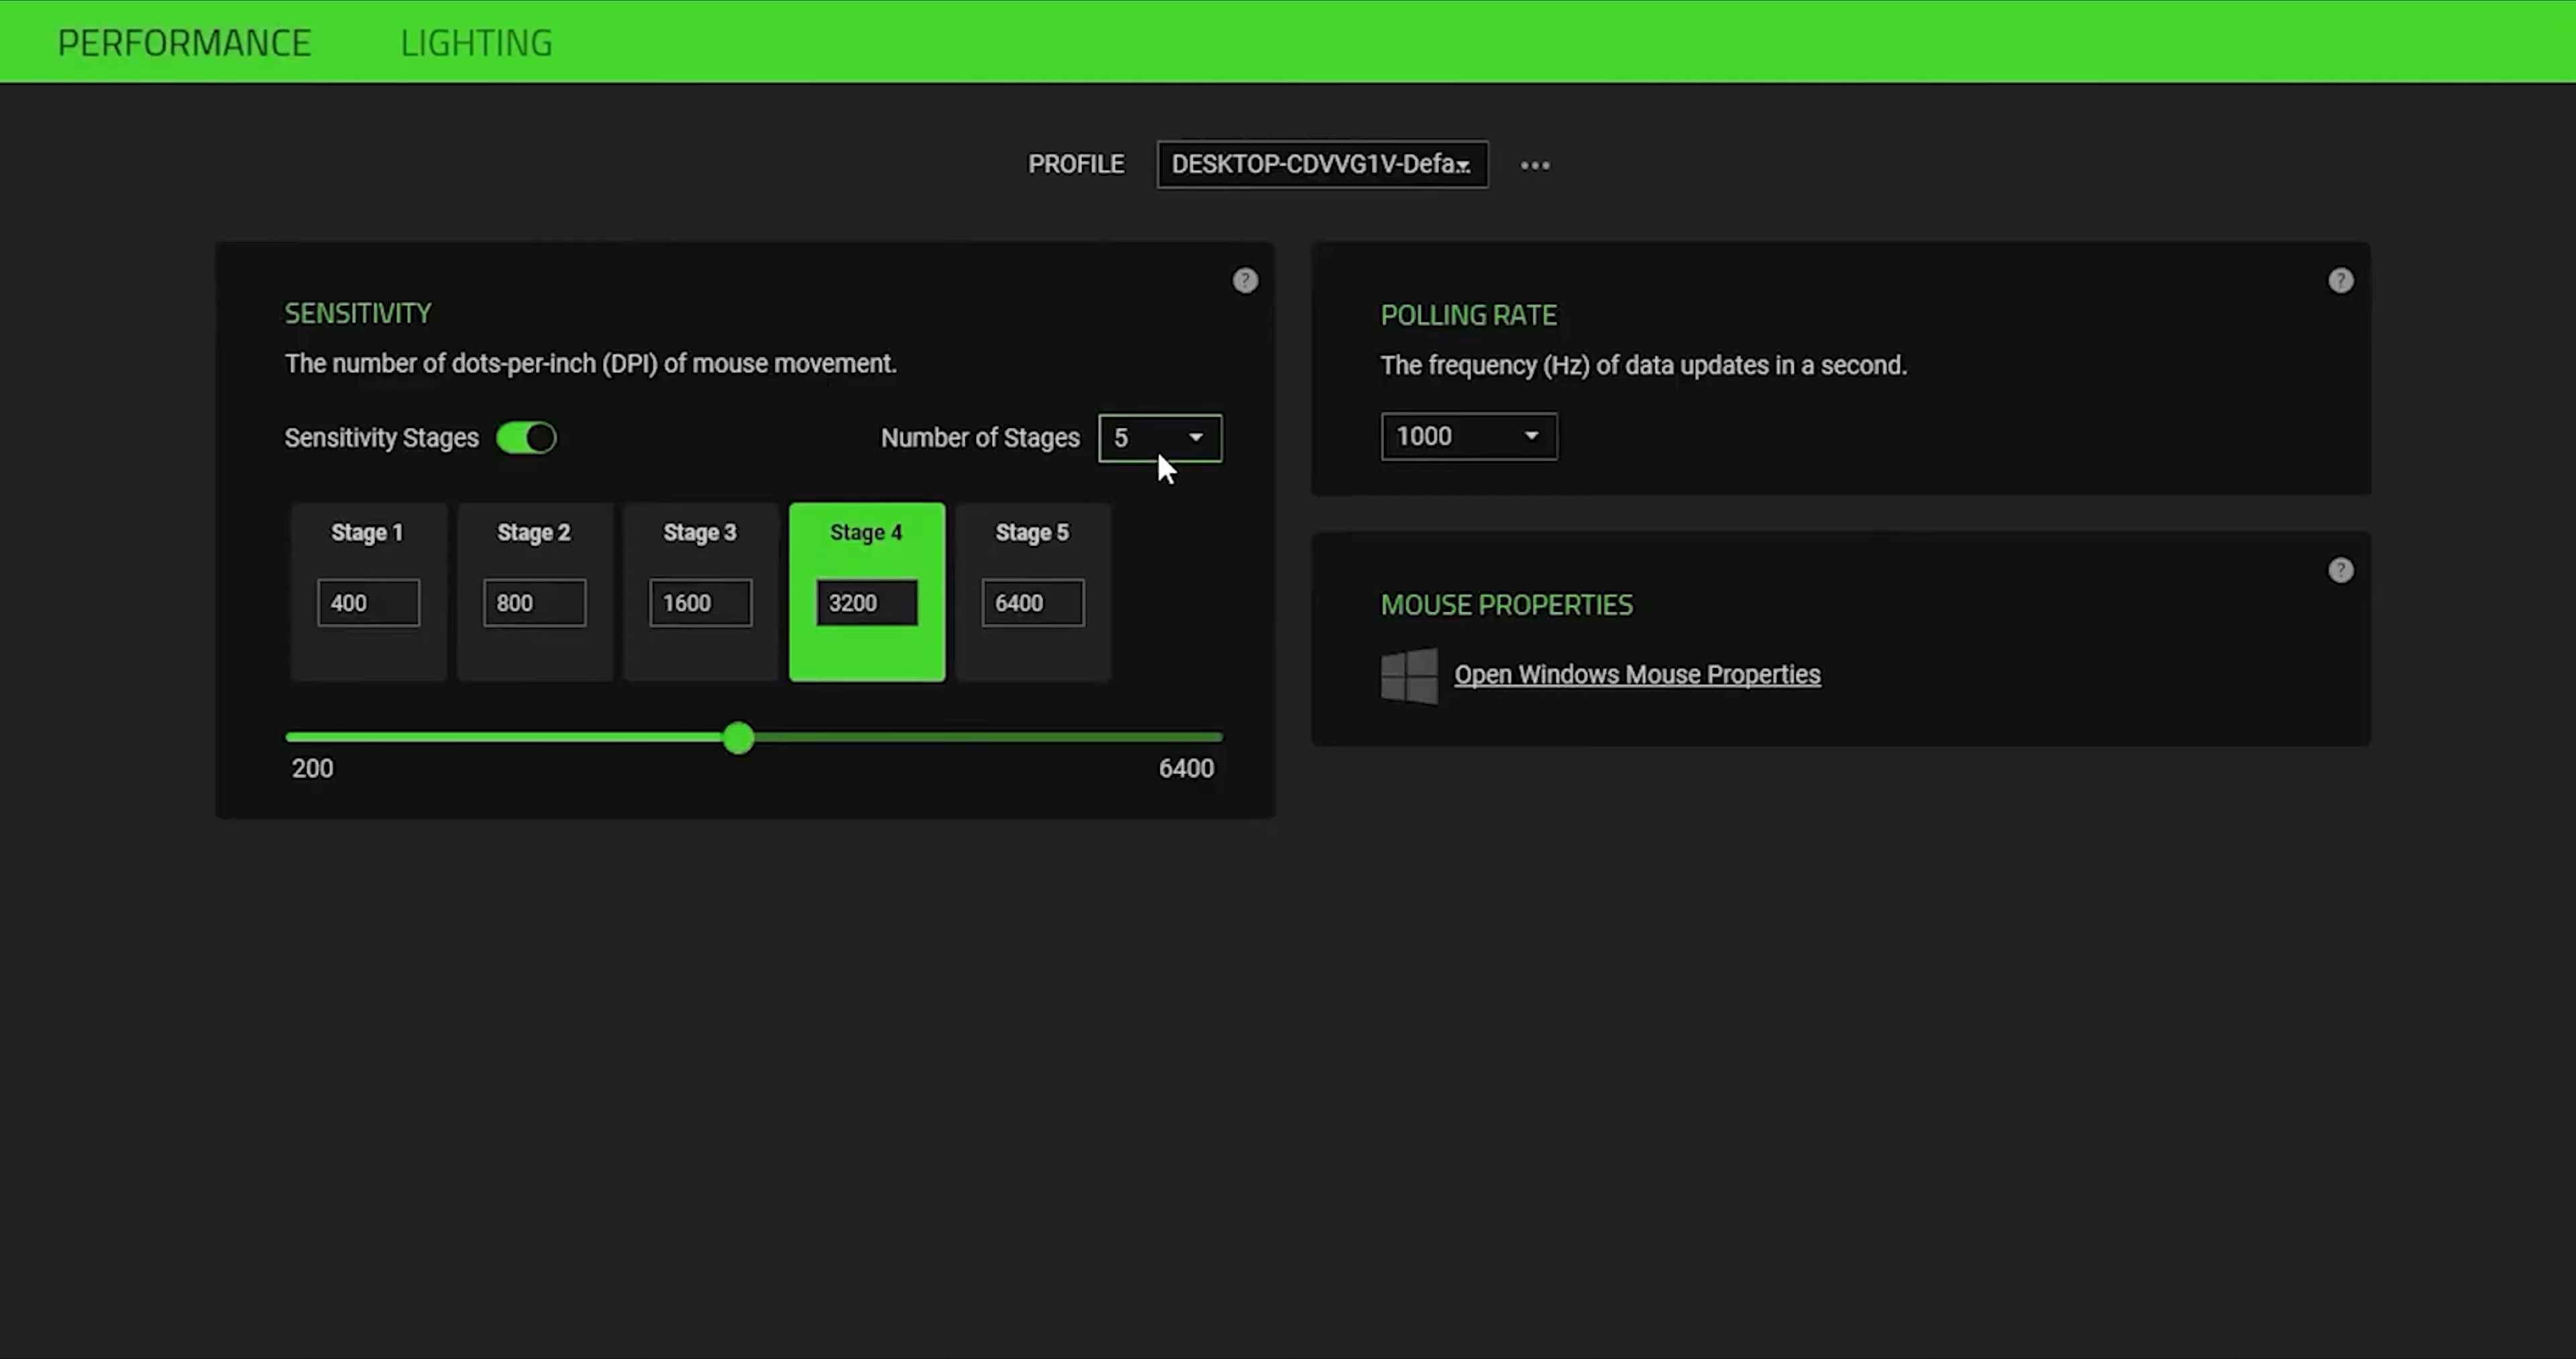 PERFORMANCE LIGHTING
PROFILE DESKTOP-CDVVG1V-Defa...
SENSITIVITY
The number of dots-per-inch (DPI) of mouse movement.
Sensitivity Stages
Number of Stages 5
Stage 1 Stage 2 Stage 3 Stage 4 Stage 5
400 800 1600 3200 6400
200 6400
POLLING RATE
The frequency (Hz) of data updates in a second.
1000
MOUSE PROPERTIES
Open Windows Mouse Properties